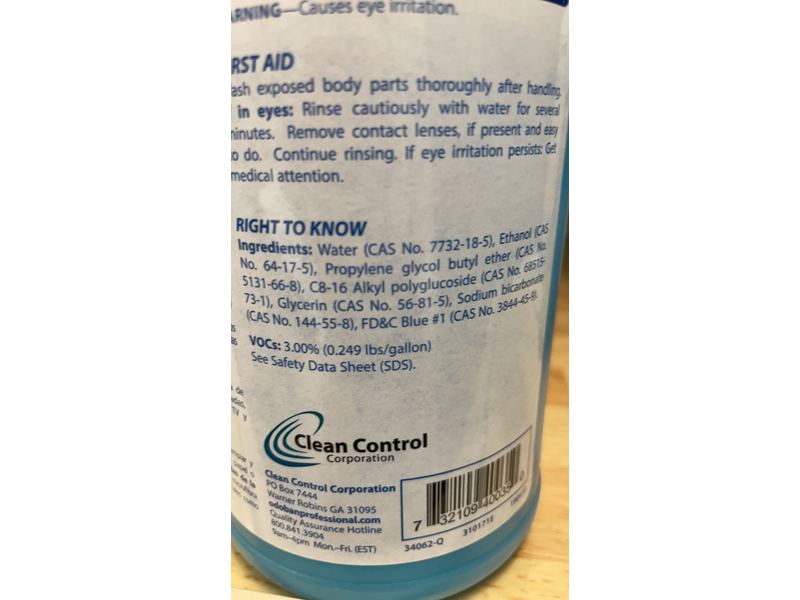 ARNING—Causes eye irritation.
RST AID
ash exposed body parts thoroughly after handling.
in eyes: Rinse cautiously with water for several
minutes. Remove contact lenses, if present and easy
o do. Continue rinsing. If eye irritation persists: Get
medical attention.
RIGHT TO KNOW
Ingredients: Water (CAS No. 7732-18-5), Ethanol (CAS
No. 64-17-5), Propylene glycol butyl ether (CAS No.
5131-66-8), C8-16 Alkyl polyglucoside (CAS No. 68515-
73-1), Glycerin (CAS No. 56-81-5), Sodium bicarbonate
(CAS No. 144-55-8), FD&C Blue #1 (CAS No. 3844-45-9).
VOCs: 3.00% (0.249 lbs/gallon)
See Safety Data Sheet (SDS).
Clean Control
Corporation
Clean Control Corporation
PO Box 7444
Warner Robins GA 31095
odobanprofessional.com
Quality Assurance Hotline
800.841.3904
9am-4pm Mon.-Fri. (EST)
7 32109 40033 0
34062-Q 310171E